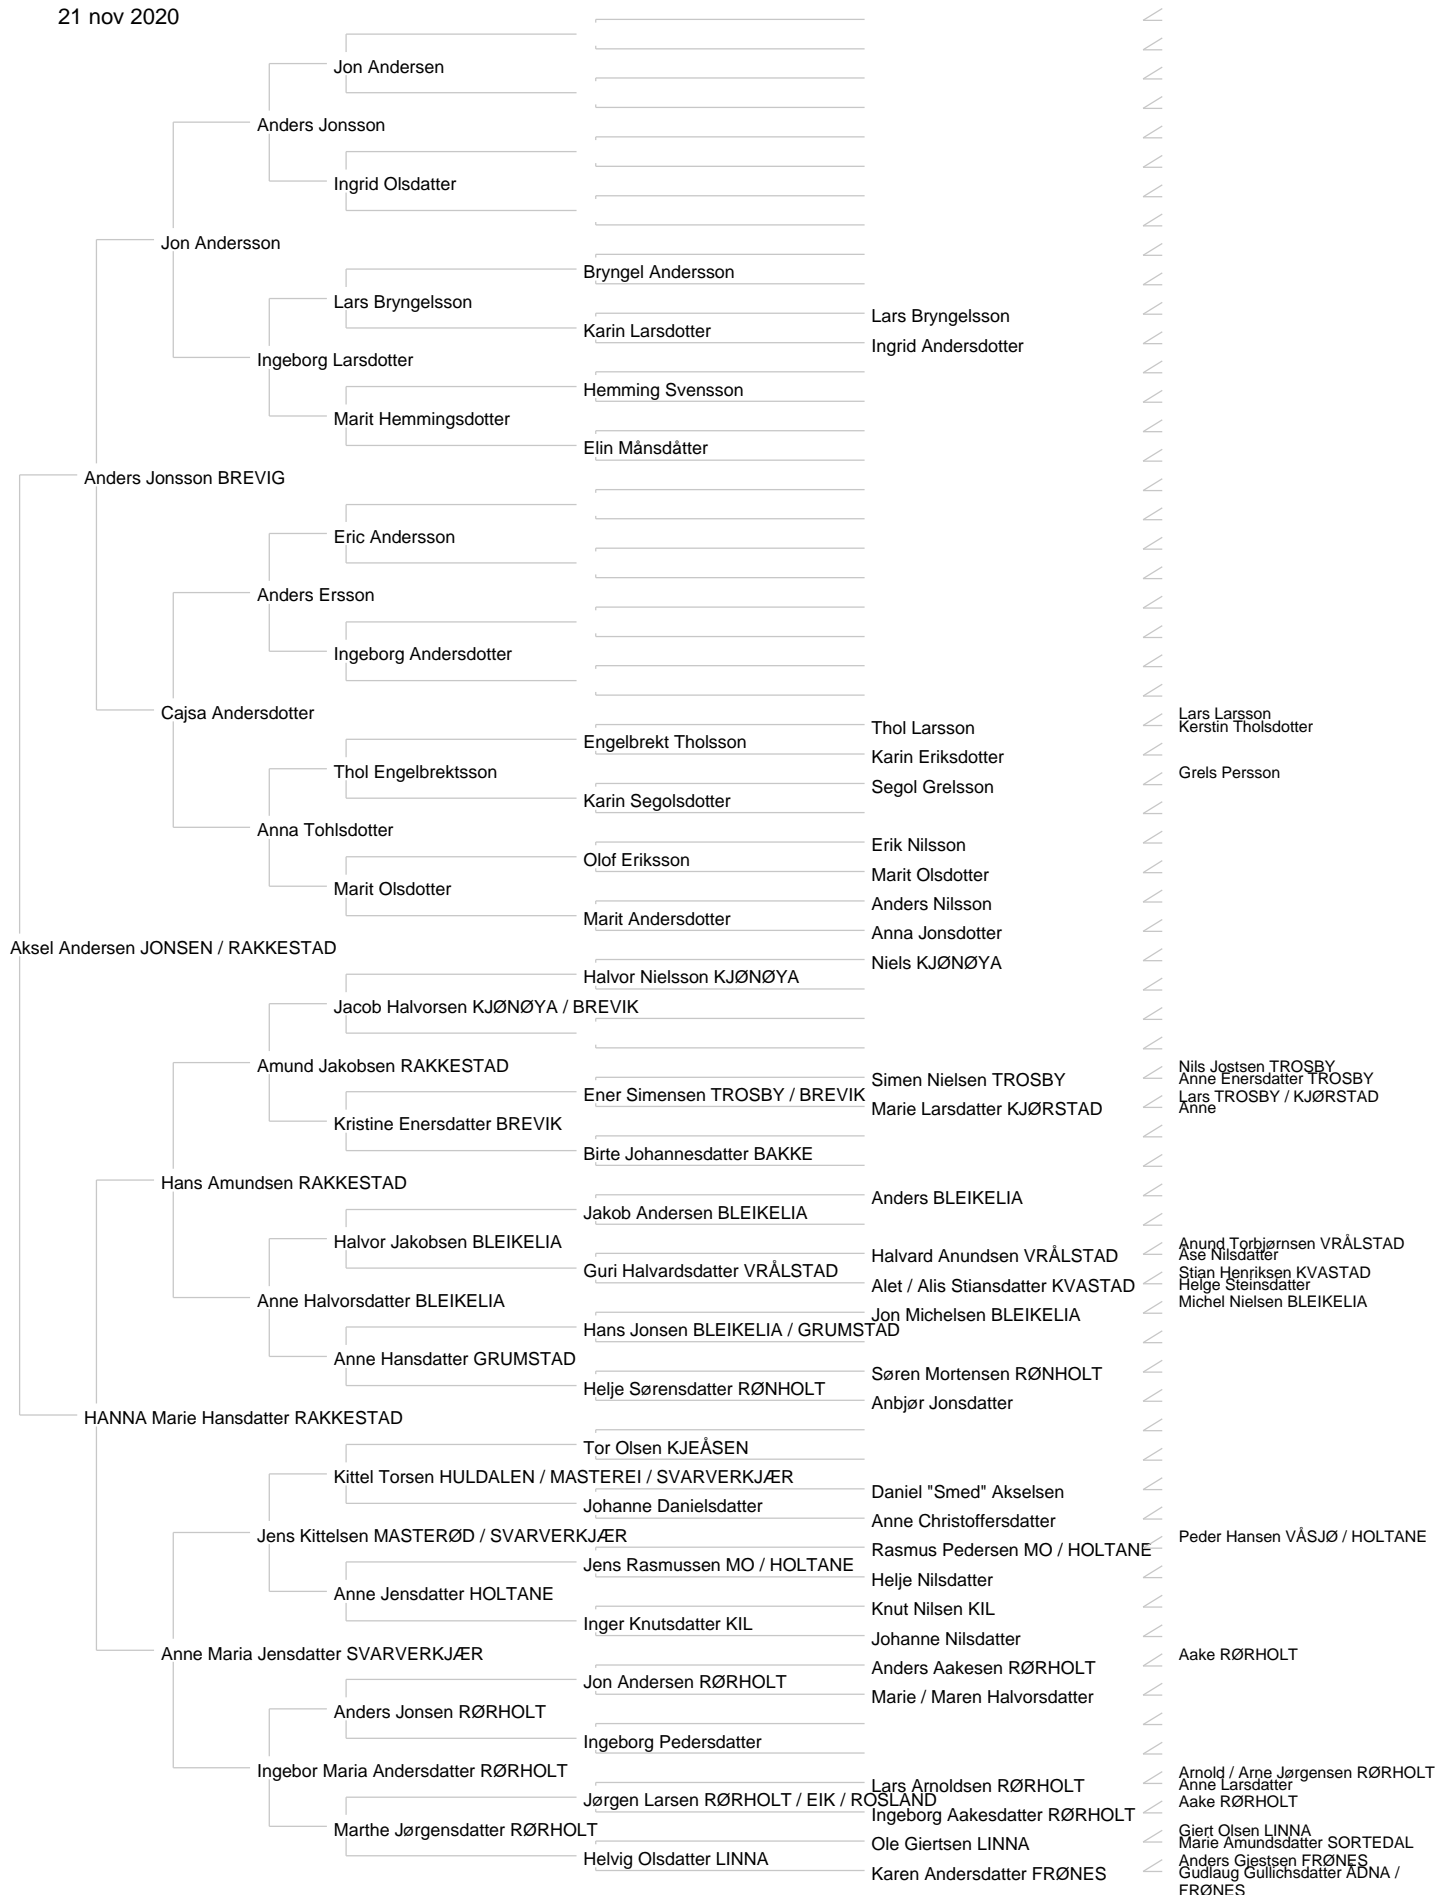 21 nov 2020
Jon Andersen
Anders Jonsson
Ingrid Olsdatter
Jon Andersson
Bryngel Andersson
Lars Bryngelsson
Lars Bryngelsson
Karin Larsdotter
Ingrid Andersdotter
Ingeborg Larsdotter
Hemming Svensson
Marit Hemmingsdotter
Elin Månsdåtter
Anders Jonsson BREVIG
Eric Andersson
Anders Ersson
Ingeborg Andersdotter
Cajsa Andersdotter
Lars Larsson
Kerstin Tholsdotter
Thol Larsson
Engelbrekt Tholsson
Karin Eriksdotter
Thol Engelbrektsson
Grels Persson
Segol Grelsson
Karin Segolsdotter
Anna Tohlsdotter
Erik Nilsson
Olof Eriksson
Marit Olsdotter
Marit Olsdotter
Anders Nilsson
Marit Andersdotter
Anna Jonsdotter
Aksel Andersen JONSEN / RAKKESTAD
Niels KJØNØYA
Halvor Nielsson KJØNØYA
Jacob Halvorsen KJØNØYA / BREVIK
Amund Jakobsen RAKKESTAD
Nils Jostsen TROSBY
Anne Enersdatter TROSBY
Simen Nielsen TROSBY
Ener Simensen TROSBY / BREVIK
Lars TROSBY / KJØRSTAD
Anne
Marie Larsdatter KJØRSTAD
Kristine Enersdatter BREVIK
Birte Johannesdatter BAKKE
Hans Amundsen RAKKESTAD
Anders BLEIKELIA
Jakob Andersen BLEIKELIA
Halvor Jakobsen BLEIKELIA
Anund Torbjørnsen VRÅLSTAD
Åse Nilsdatter
Halvard Anundsen VRÅLSTAD
Guri Halvardsdatter VRÅLSTAD
Stian Henriksen KVASTAD
Helge Steinsdatter
Alet / Alis Stiansdatter KVASTAD
Anne Halvorsdatter BLEIKELIA
Michel Nielsen BLEIKELIA
Jon Michelsen BLEIKELIA
Hans Jonsen BLEIKELIA / GRUMSTAD
Anne Hansdatter GRUMSTAD
Søren Mortensen RØNHOLT
Helje Sørensdatter RØNHOLT
Anbjør Jonsdatter
HANNA Marie Hansdatter RAKKESTAD
Tor Olsen KJEÅSEN
Kittel Torsen HULDALEN / MASTEREI / SVARVERKJÆR
Daniel "Smed" Akselsen
Johanne Danielsdatter
Anne Christoffersdatter
Jens Kittelsen MASTERØD / SVARVERKJÆR
Peder Hansen VÅSJØ / HOLTANE
Rasmus Pedersen MO / HOLTANE
Jens Rasmussen MO / HOLTANE
Helje Nilsdatter
Anne Jensdatter HOLTANE
Knut Nilsen KIL
Inger Knutsdatter KIL
Johanne Nilsdatter
Anne Maria Jensdatter SVARVERKJÆR
Aake RØRHOLT
Anders Aakesen RØRHOLT
Jon Andersen RØRHOLT
Marie / Maren Halvorsdatter
Anders Jonsen RØRHOLT
Ingeborg Pedersdatter
Ingebor Maria Andersdatter RØRHOLT
Arnold / Arne Jørgensen RØRHOLT
Anne Larsdatter
Lars Arnoldsen RØRHOLT
Jørgen Larsen RØRHOLT / EIK / ROSLAND
Aake RØRHOLT
Ingeborg Aakesdatter RØRHOLT
Marthe Jørgensdatter RØRHOLT
Giert Olsen LINNA
Marie Amundsdatter SORTEDAL
Ole Giertsen LINNA
Helvig Olsdatter LINNA
Anders Gjestsen FRØNES
Karen Andersdatter FRØNES
Gudlaug Gullichsdatter ÅDNA /
FRØNES